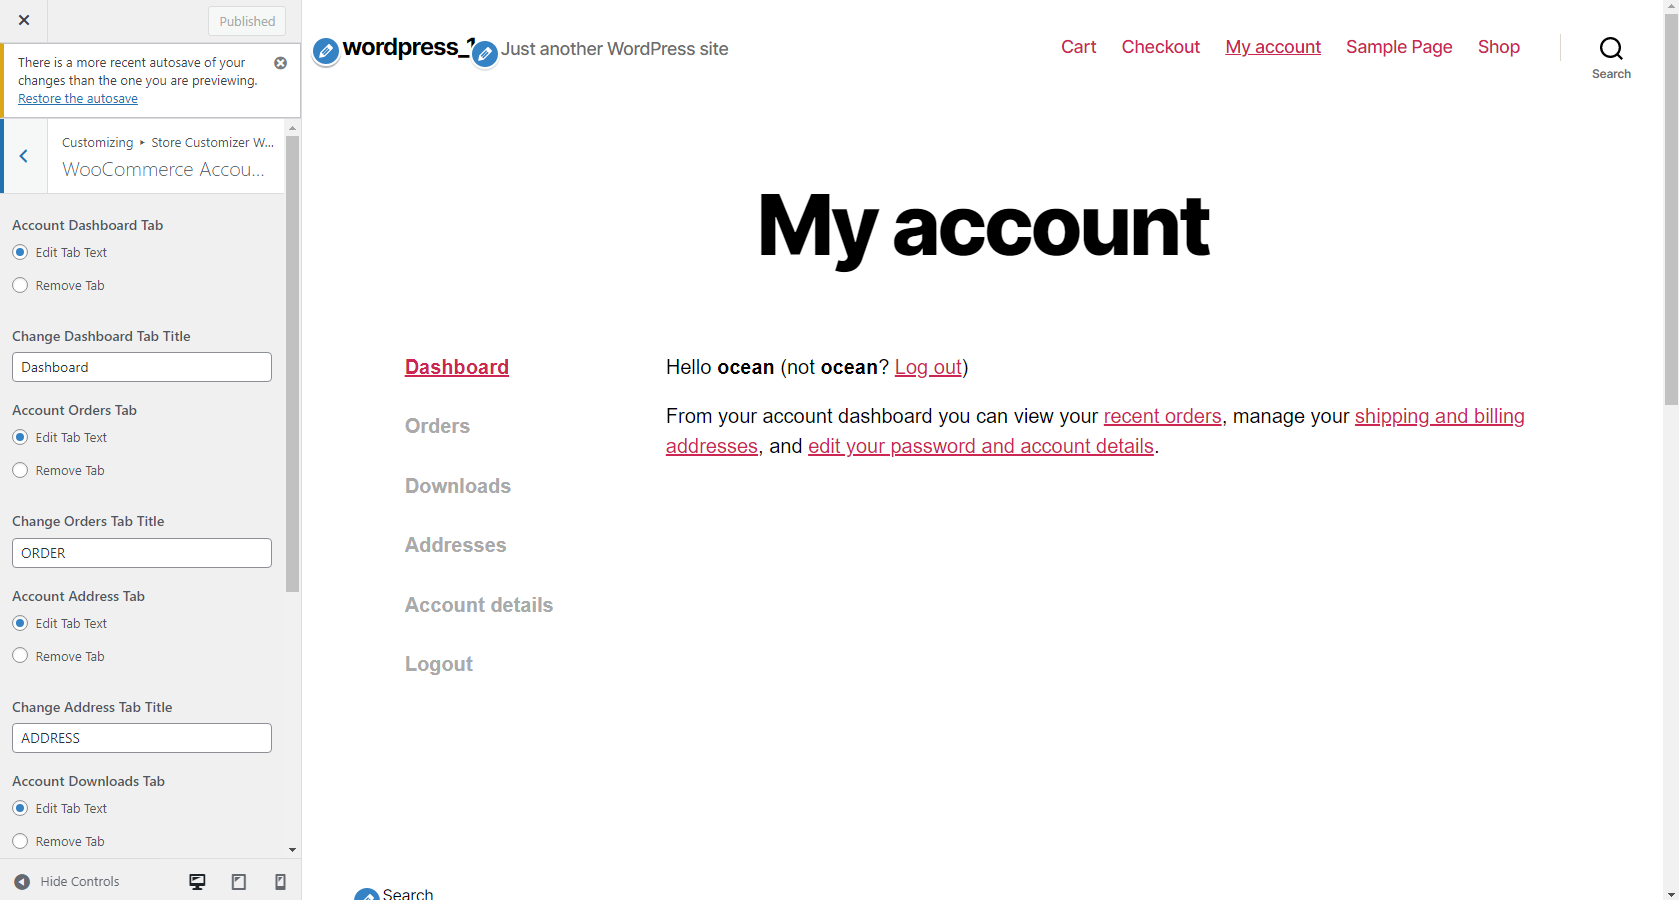 Published
There is a more recent autosave of your
changes than the one you are previewing.
Restore the autosave
Customizing ▸ Store Customizer W...
WooCommerce Accou...
Account Dashboard Tab
Edit Tab Text
Remove Tab
Change Dashboard Tab Title
Dashboard
Account Orders Tab
Edit Tab Text
Remove Tab
Change Orders Tab Title
ORDER
Account Address Tab
Edit Tab Text
Remove Tab
Change Address Tab Title
ADDRESS
Account Downloads Tab
Edit Tab Text
Remove Tab
Hide Controls
wordpress_1 Just another WordPress site
Cart Checkout My account Sample Page Shop
Search
My account
Dashboard
Orders
Downloads
Addresses
Account details
Logout
Hello ocean (not ocean? Log out)
From your account dashboard you can view your recent orders, manage your shipping and billing
addresses, and edit your password and account details.
Search